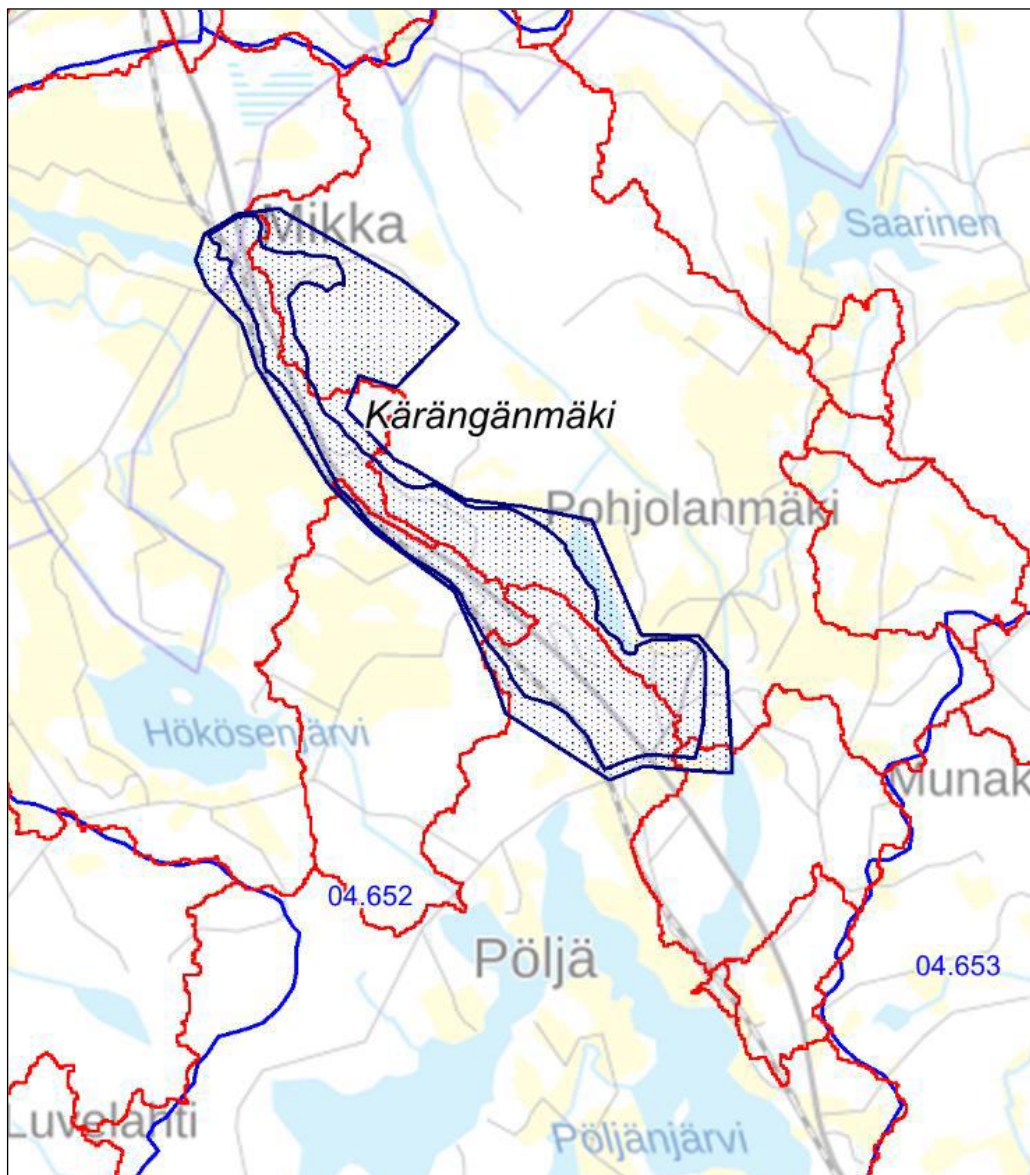 Mikka
Saarinen
Kärängänmäki
Pohjolanmäki
Hökösenjärvi
Munak
04.652
Pöljä
04.653
Luvelahti
Pöljänjärvi